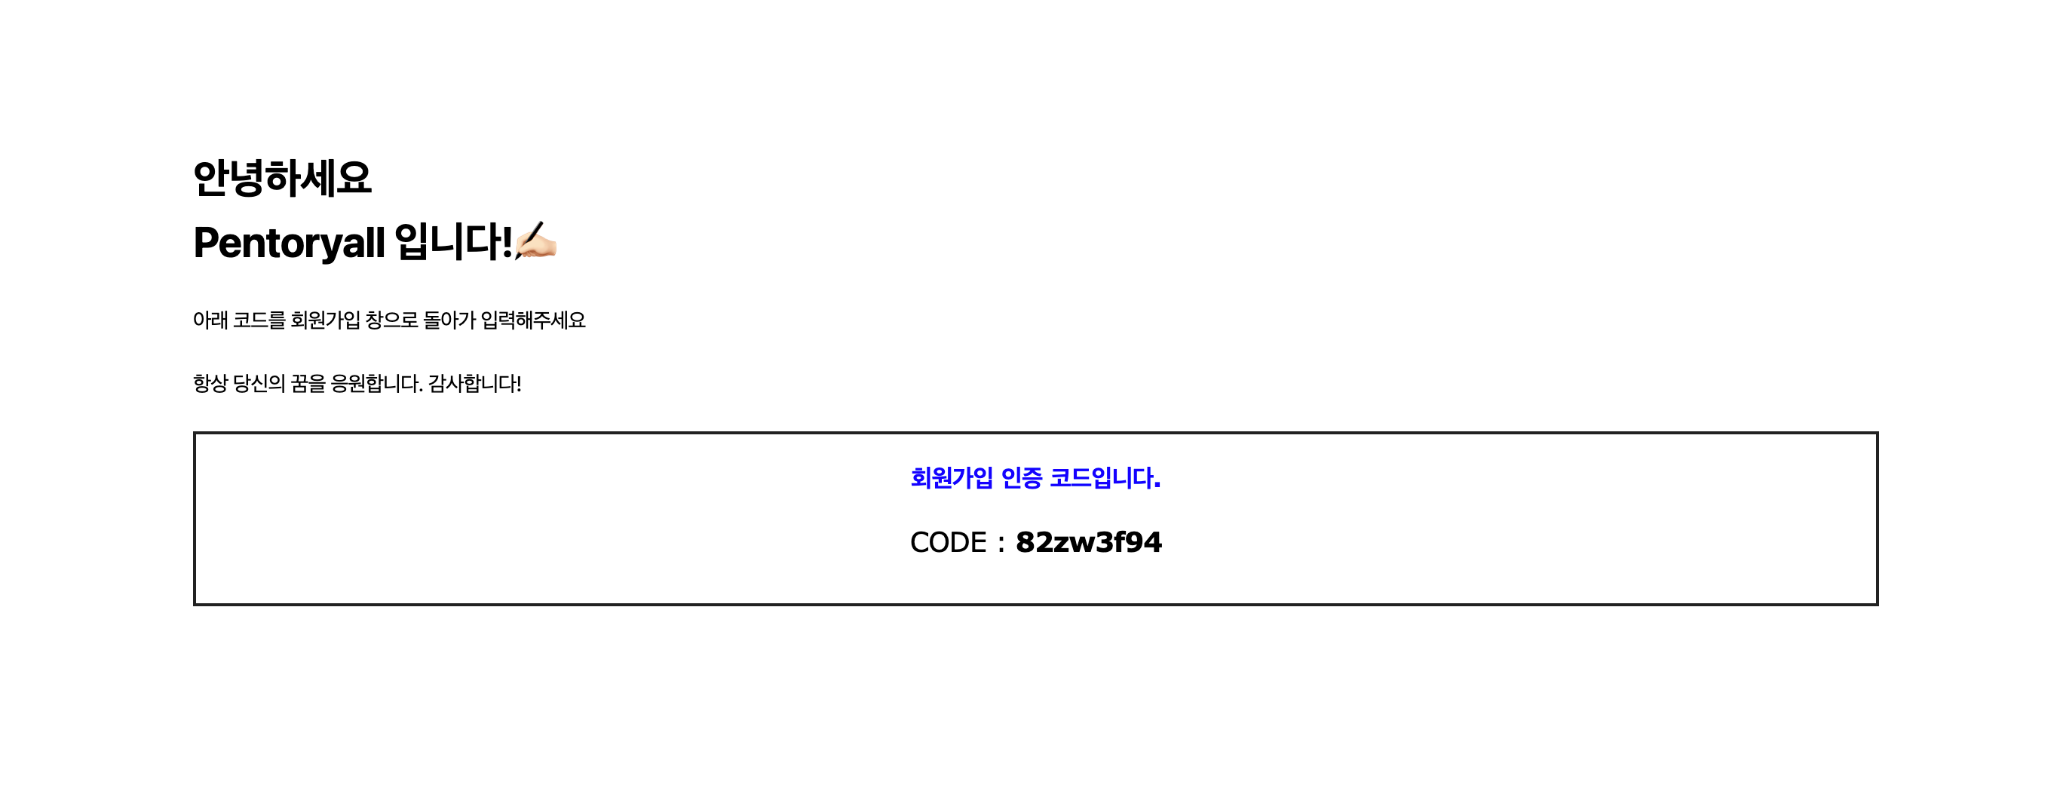 안녕하세요
Pentoryall 입니다!✍🏻
아래 코드를 회원가입 창으로 돌아가 입력해주세요
항상 당신의 꿈을 응원합니다. 감사합니다!
회원가입 인증 코드입니다.
CODE : 82zw3f94